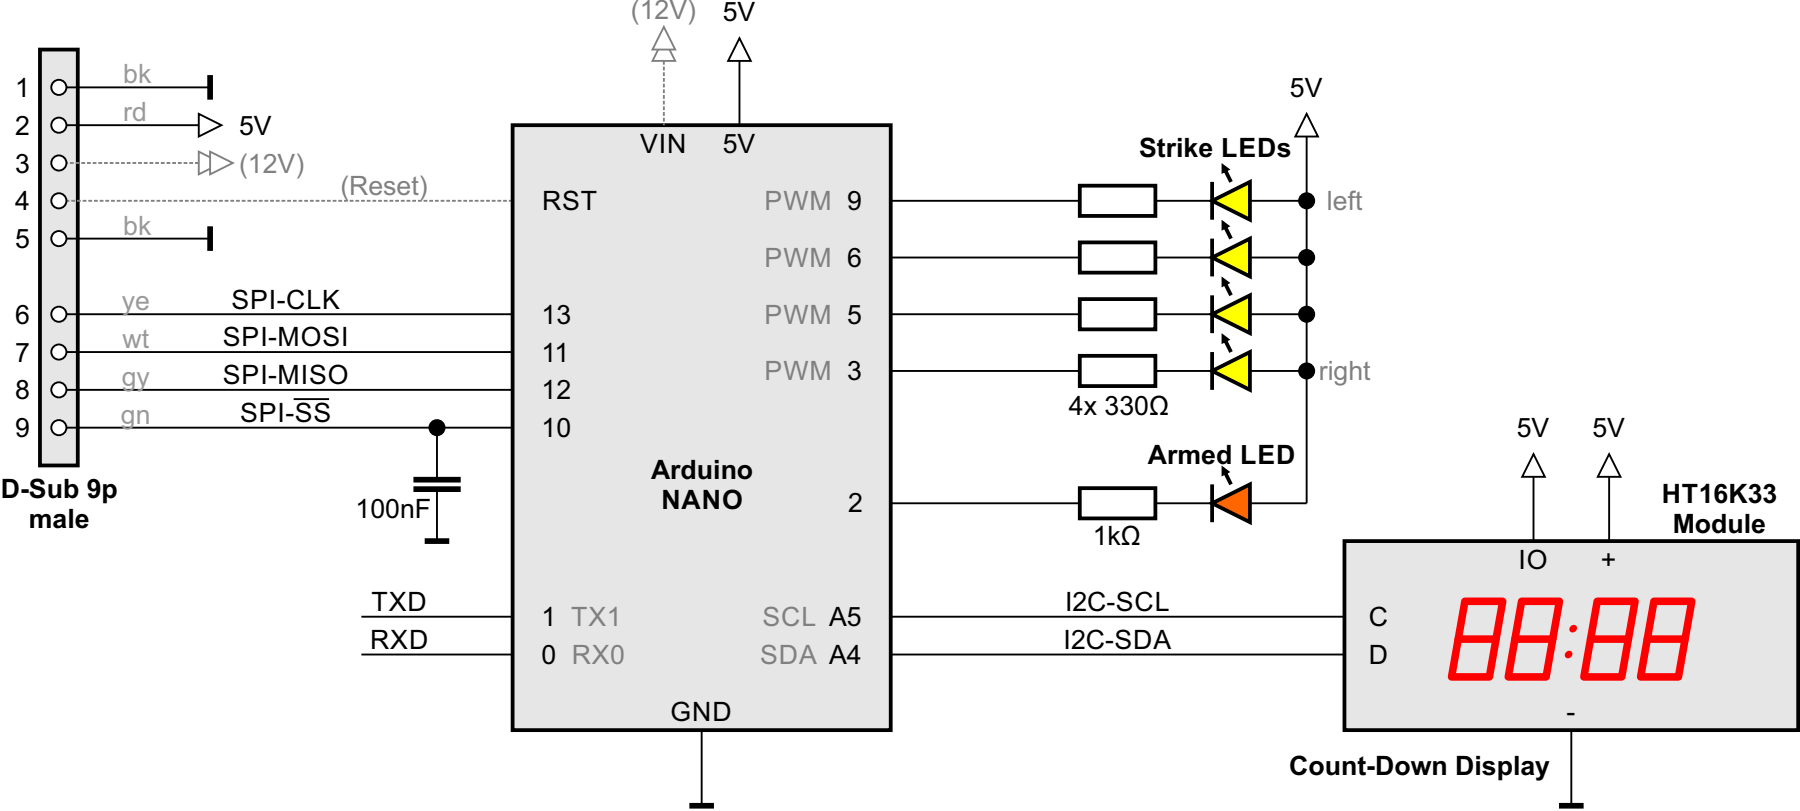 (12V) 5V
1 bk
2 rd 5V
3 (12V)
4 (Reset)
5 bk
6 ye SPI-CLK
7 wt SPI-MOSI
8 gy SPI-MISO
9 gn SPI-SS
D-Sub 9p
male
100nF
TXD
RXD
VIN 5V
RST
13
11
12
10
Arduino
NANO
1 TX1
0 RX0
PWM 9
PWM 6
PWM 5
PWM 3
2
SCL A5
SDA A4
GND
5V
Strike LEDs
left
right
4x 330Ω
Armed LED
1kΩ
I2C-SCL
I2C-SDA
5V 5V
HT16K33
Module
IO +
C
D
88:88
-
Count-Down Display